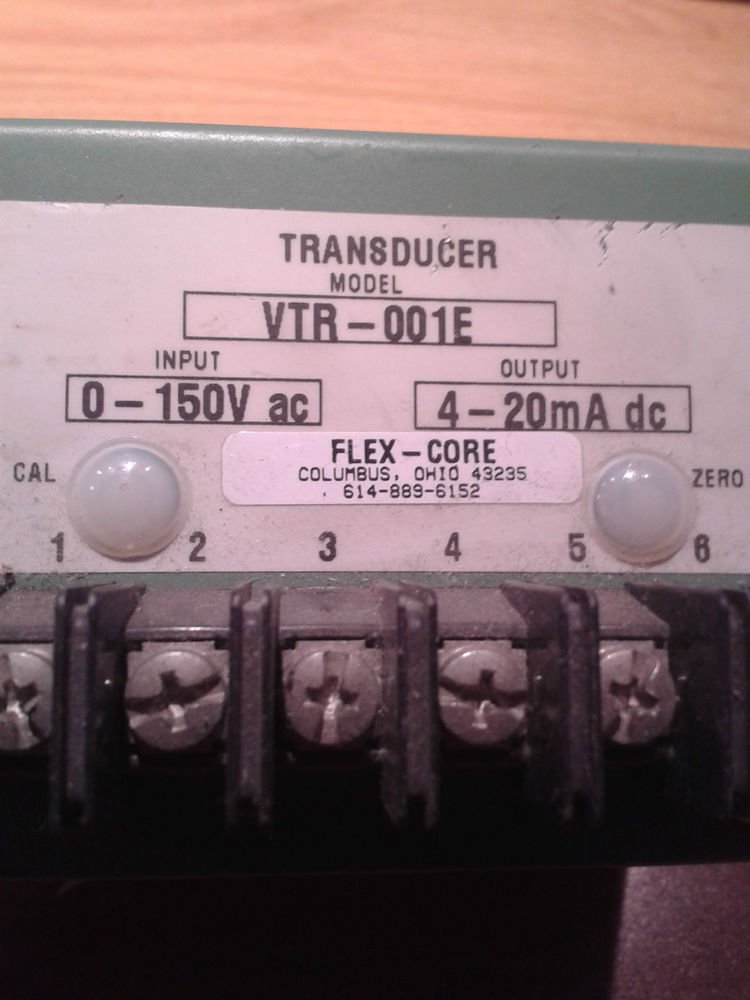 TRANSDUCER
MODEL
VTR-001E
INPUT OUTPUT
0-150V ac 4-20mA dc
CAL ZERO
FLEX-CORE
COLUMBUS, OHIO 43235
614-889-6152
1 2 3 4 5 6